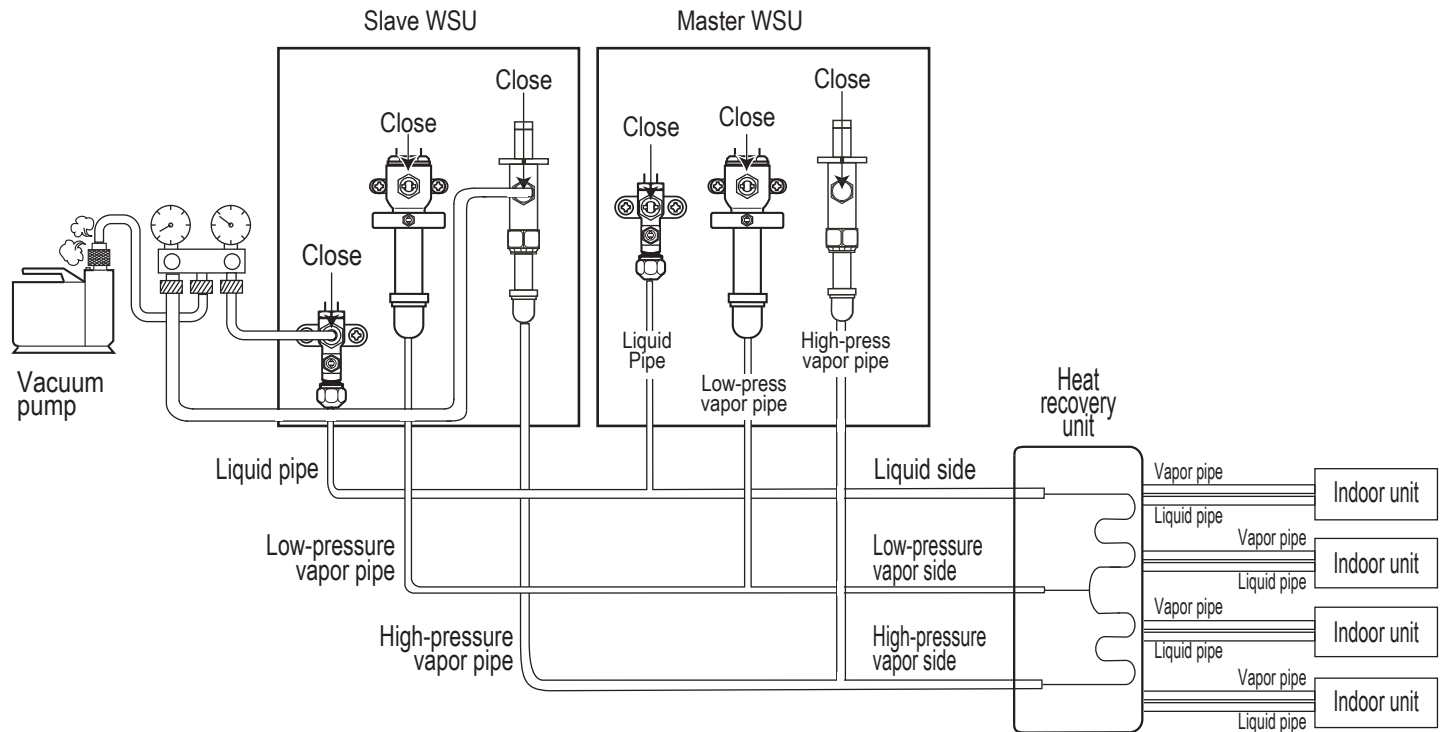 Slave WSU
Master WSU
Close
Close
Close
Close
Close
Close
Vacuum
pump
Liquid
Pipe
Low-press
vapor pipe
High-press
vapor pipe
Heat
recovery
unit
Liquid pipe
Liquid side
Low-pressure
vapor pipe
Low-pressure
vapor side
High-pressure
vapor pipe
High-pressure
vapor side
Vapor pipe
Liquid pipe
Indoor unit
Vapor pipe
Liquid pipe
Indoor unit
Vapor pipe
Liquid pipe
Indoor unit
Vapor pipe
Liquid pipe
Indoor unit